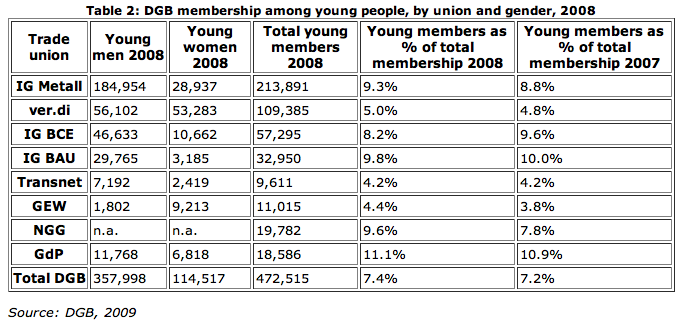 Table 2: DGB membership among young people, by union and gender, 2008
Trade union Young men 2008 Young women 2008 Total young members 2008 Young members as % of total membership 2008 Young members as % of total membership 2007
IG Metall 184,954 28,937 213,891 9.3% 8.8%
ver.di 56,102 53,283 109,385 5.0% 4.8%
IG BCE 46,633 10,662 57,295 8.2% 9.6%
IG BAU 29,765 3,185 32,950 9.8% 10.0%
Transnet 7,192 2,419 9,611 4.2% 4.2%
GEW 1,802 9,213 11,015 4.4% 3.8%
NGG n.a. n.a. 19,782 9.6% 7.8%
GdP 11,768 6,818 18,586 11.1% 10.9%
Total DGB 357,998 114,517 472,515 7.4% 7.2%
Source: DGB, 2009